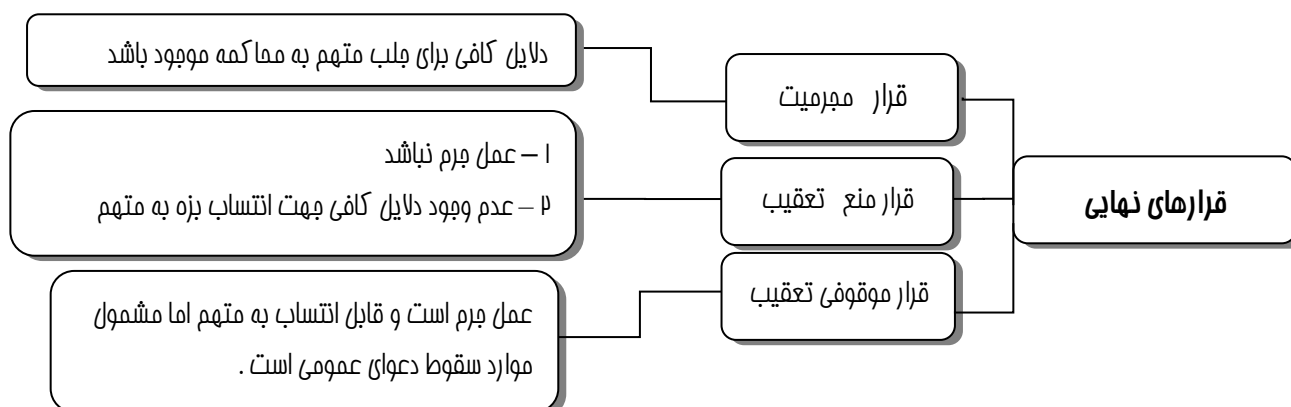 قرارهای نهایی
قرار مجرمیت
دلایل کافی برای جلب متهم به محاکمه موجود باشد
قرار منع تعقیب
۱ – عمل جرم نباشد
۲ – عدم وجود دلایل کافی جهت انتساب بزه به متهم
قرار موقوفی تعقیب
عمل جرم است و قابل انتساب به متهم اما مشمول
موارد سقوط دعوای عمومی است .